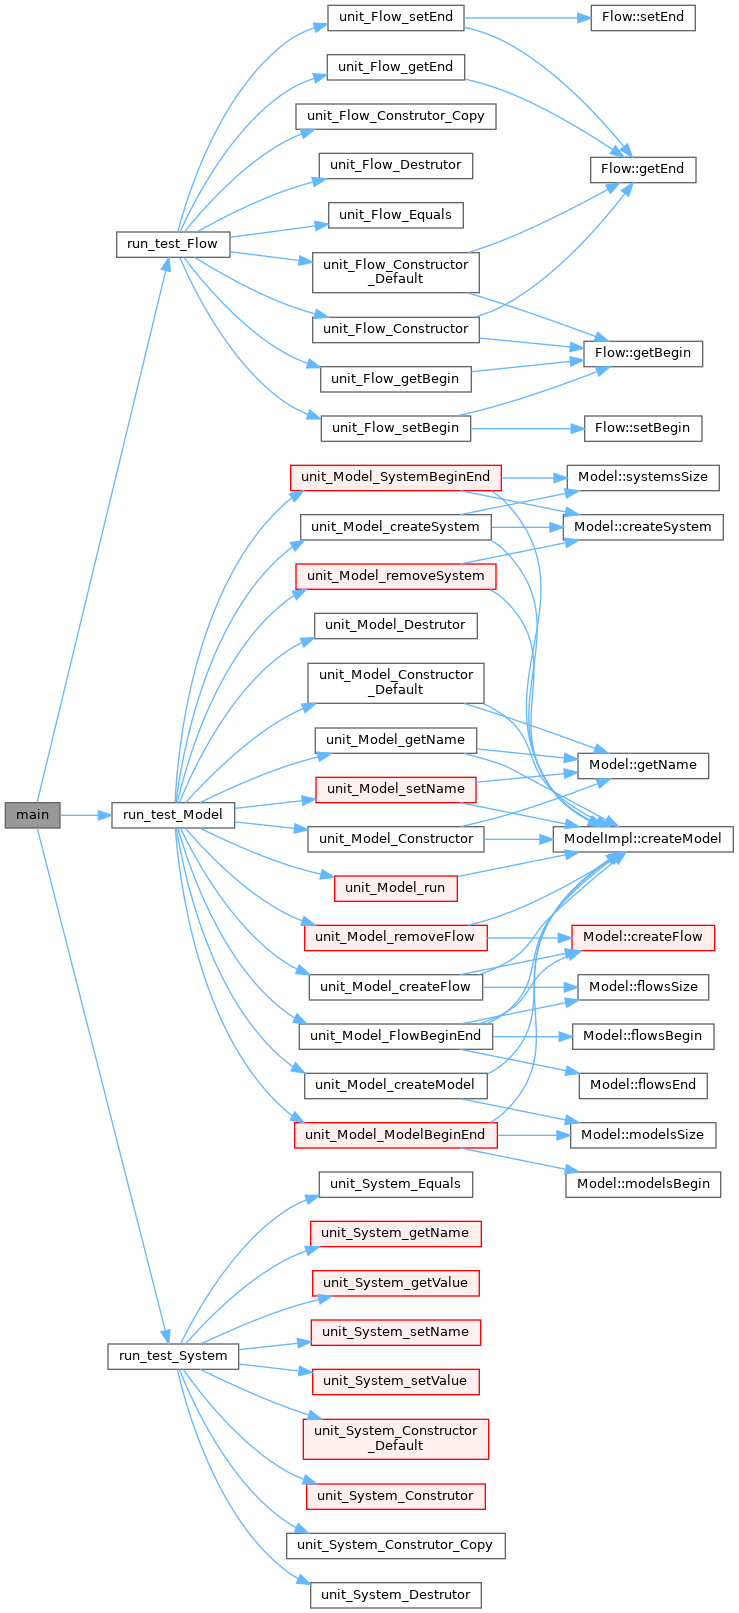 main
run_test_Flow
run_test_Model
run_test_System
unit_Flow_setEnd
unit_Flow_getEnd
unit_Flow_Construtor_Copy
unit_Flow_Destrutor
unit_Flow_Equals
unit_Flow_Constructor
_Default
unit_Flow_Constructor
unit_Flow_getBegin
unit_Flow_setBegin
unit_Model_SystemBeginEnd
unit_Model_createSystem
unit_Model_removeSystem
unit_Model_Destrutor
unit_Model_Constructor
_Default
unit_Model_getName
unit_Model_setName
unit_Model_Constructor
unit_Model_run
unit_Model_removeFlow
unit_Model_createFlow
unit_Model_FlowBeginEnd
unit_Model_createModel
unit_Model_ModelBeginEnd
unit_System_Equals
unit_System_getName
unit_System_getValue
unit_System_setName
unit_System_setValue
unit_System_Constructor
_Default
unit_System_Construtor
unit_System_Construtor_Copy
unit_System_Destrutor
Flow::setEnd
Flow::getEnd
Flow::getBegin
Flow::setBegin
Model::systemsSize
Model::createSystem
Model::getName
ModelImpl::createModel
Model::createFlow
Model::flowsSize
Model::flowsBegin
Model::flowsEnd
Model::modelsSize
Model::modelsBegin